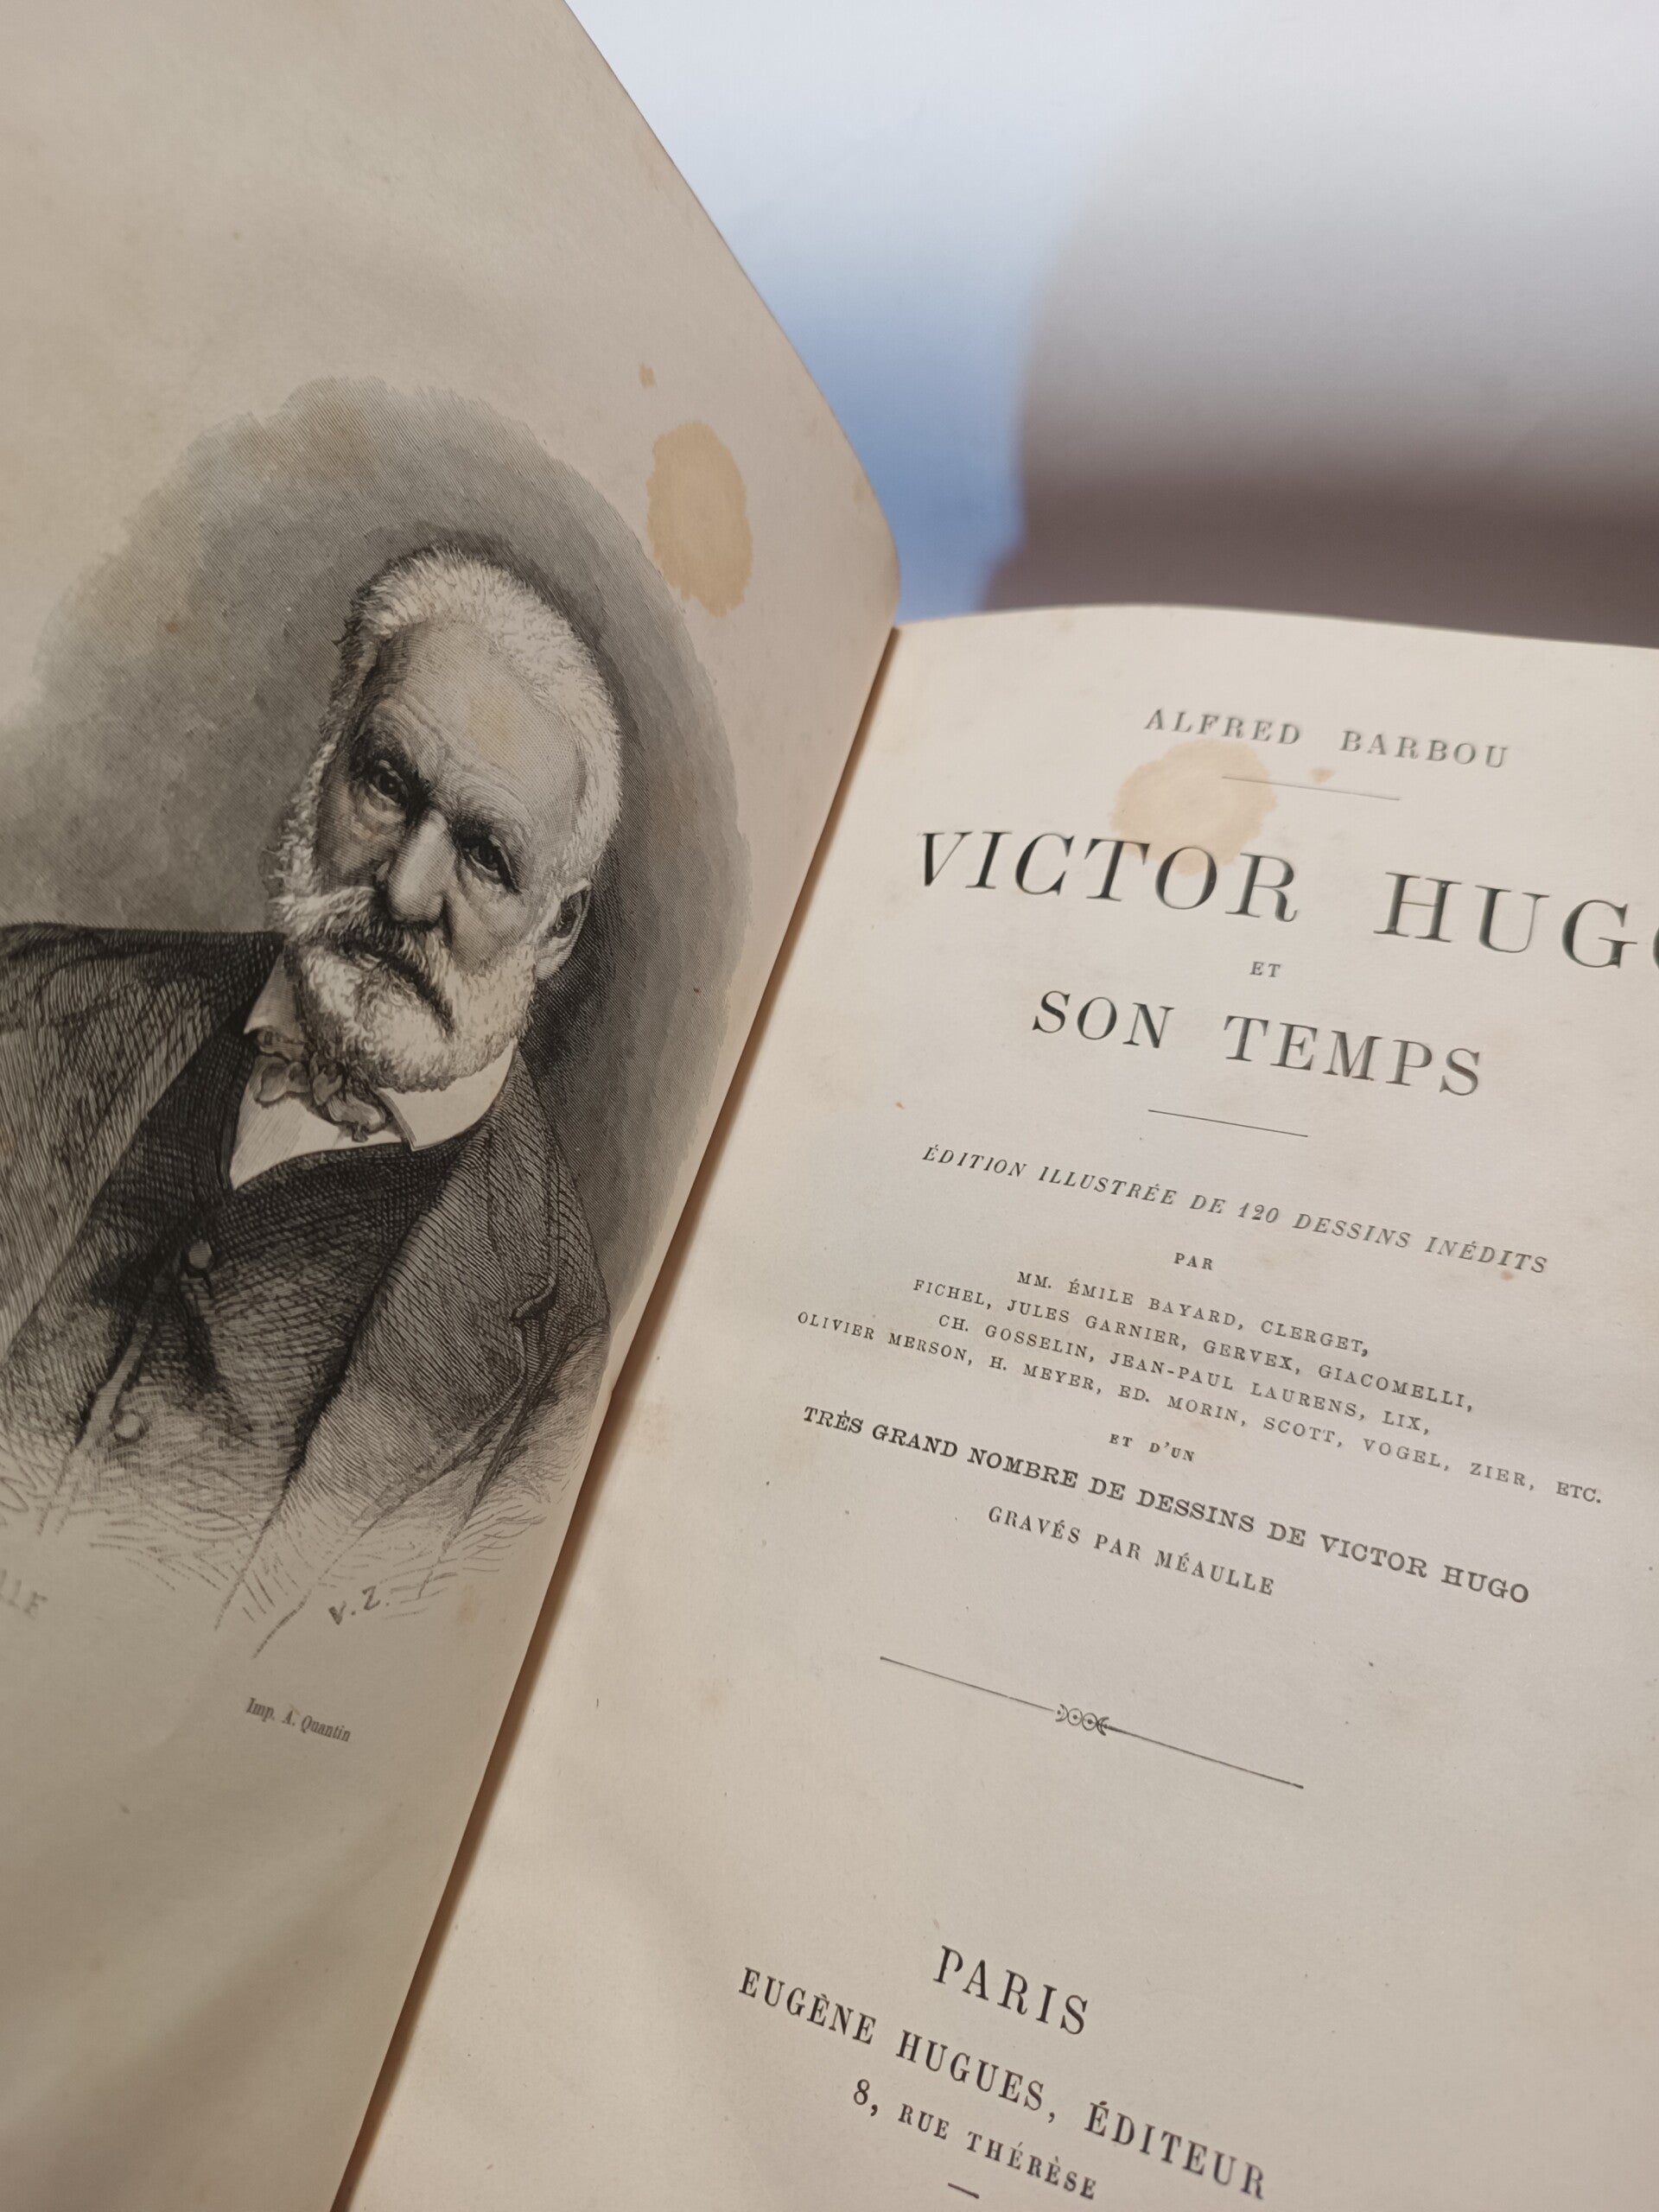 V. Z.
Imp. A. Quantin
ALFRED BARBOU
VICTOR HUGO
ET
SON TEMPS
ÉDITION ILLUSTRÉE DE 120 DESSINS INÉDITS
PAR
MM. ÉMILE BAYARD, CLERGET,
FICHEL, JULES GARNIER, GERVEX, GIACOMELLI,
CH. GOSSELIN, JEAN-PAUL LAURENS, LIX,
OLIVIER MERSON, H. MEYER, ED. MORIN, SCOTT, VOGEL, ZIER, ETC.
ET D'UN
TRÈS GRAND NOMBRE DE DESSINS DE VICTOR HUGO
GRAVÉS PAR MÉAULLE
PARIS
EUGÈNE HUGUES, ÉDITEUR
8, RUE THÉRÈSE